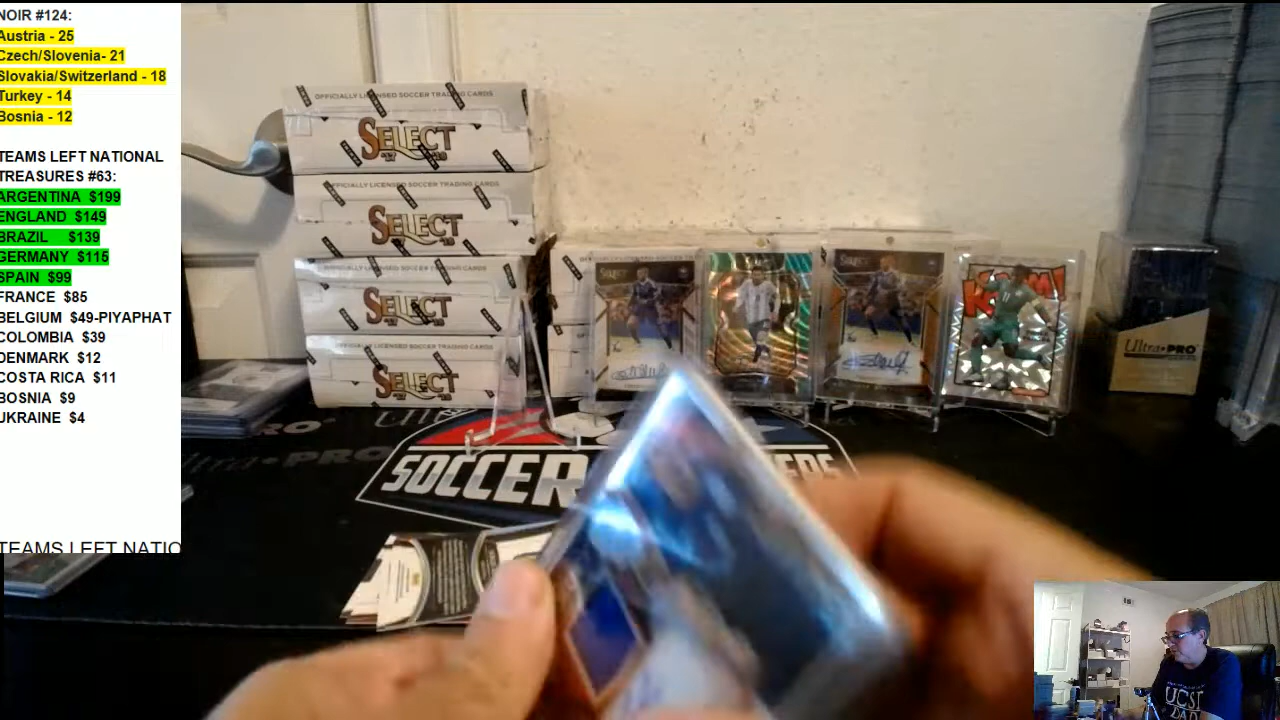 NOIR #124:
Austria - 25
Czech/Slovenia- 21
Slovakia/Switzerland - 18
Turkey - 14
Bosnia - 12
TEAMS LEFT NATIONAL
TREASURES #63:
ARGENTINA $199
ENGLAND $149
BRAZIL $139
GERMANY $115
SPAIN $99
FRANCE $85
BELGIUM $49-PIYAPHAT
COLOMBIA $39
DENMARK $12
COSTA RICA $11
BOSNIA $9
UKRAINE $4
TEAMS LEFT NATIO
OFFICIALLY LICENSED SOCCER TRADING CARDS
SELECT
OFFICIALLY LICENSED SOCCER TRADING CARDS
SELECT
OFFICIALLY LICENSED SOCCER TRADING CARDS
SELECT
OFFICIALLY LICENSED SOCCER TRADING CARDS
SELECT
SELECT
Ultra PRO
SOCCER
UCSF
DAD